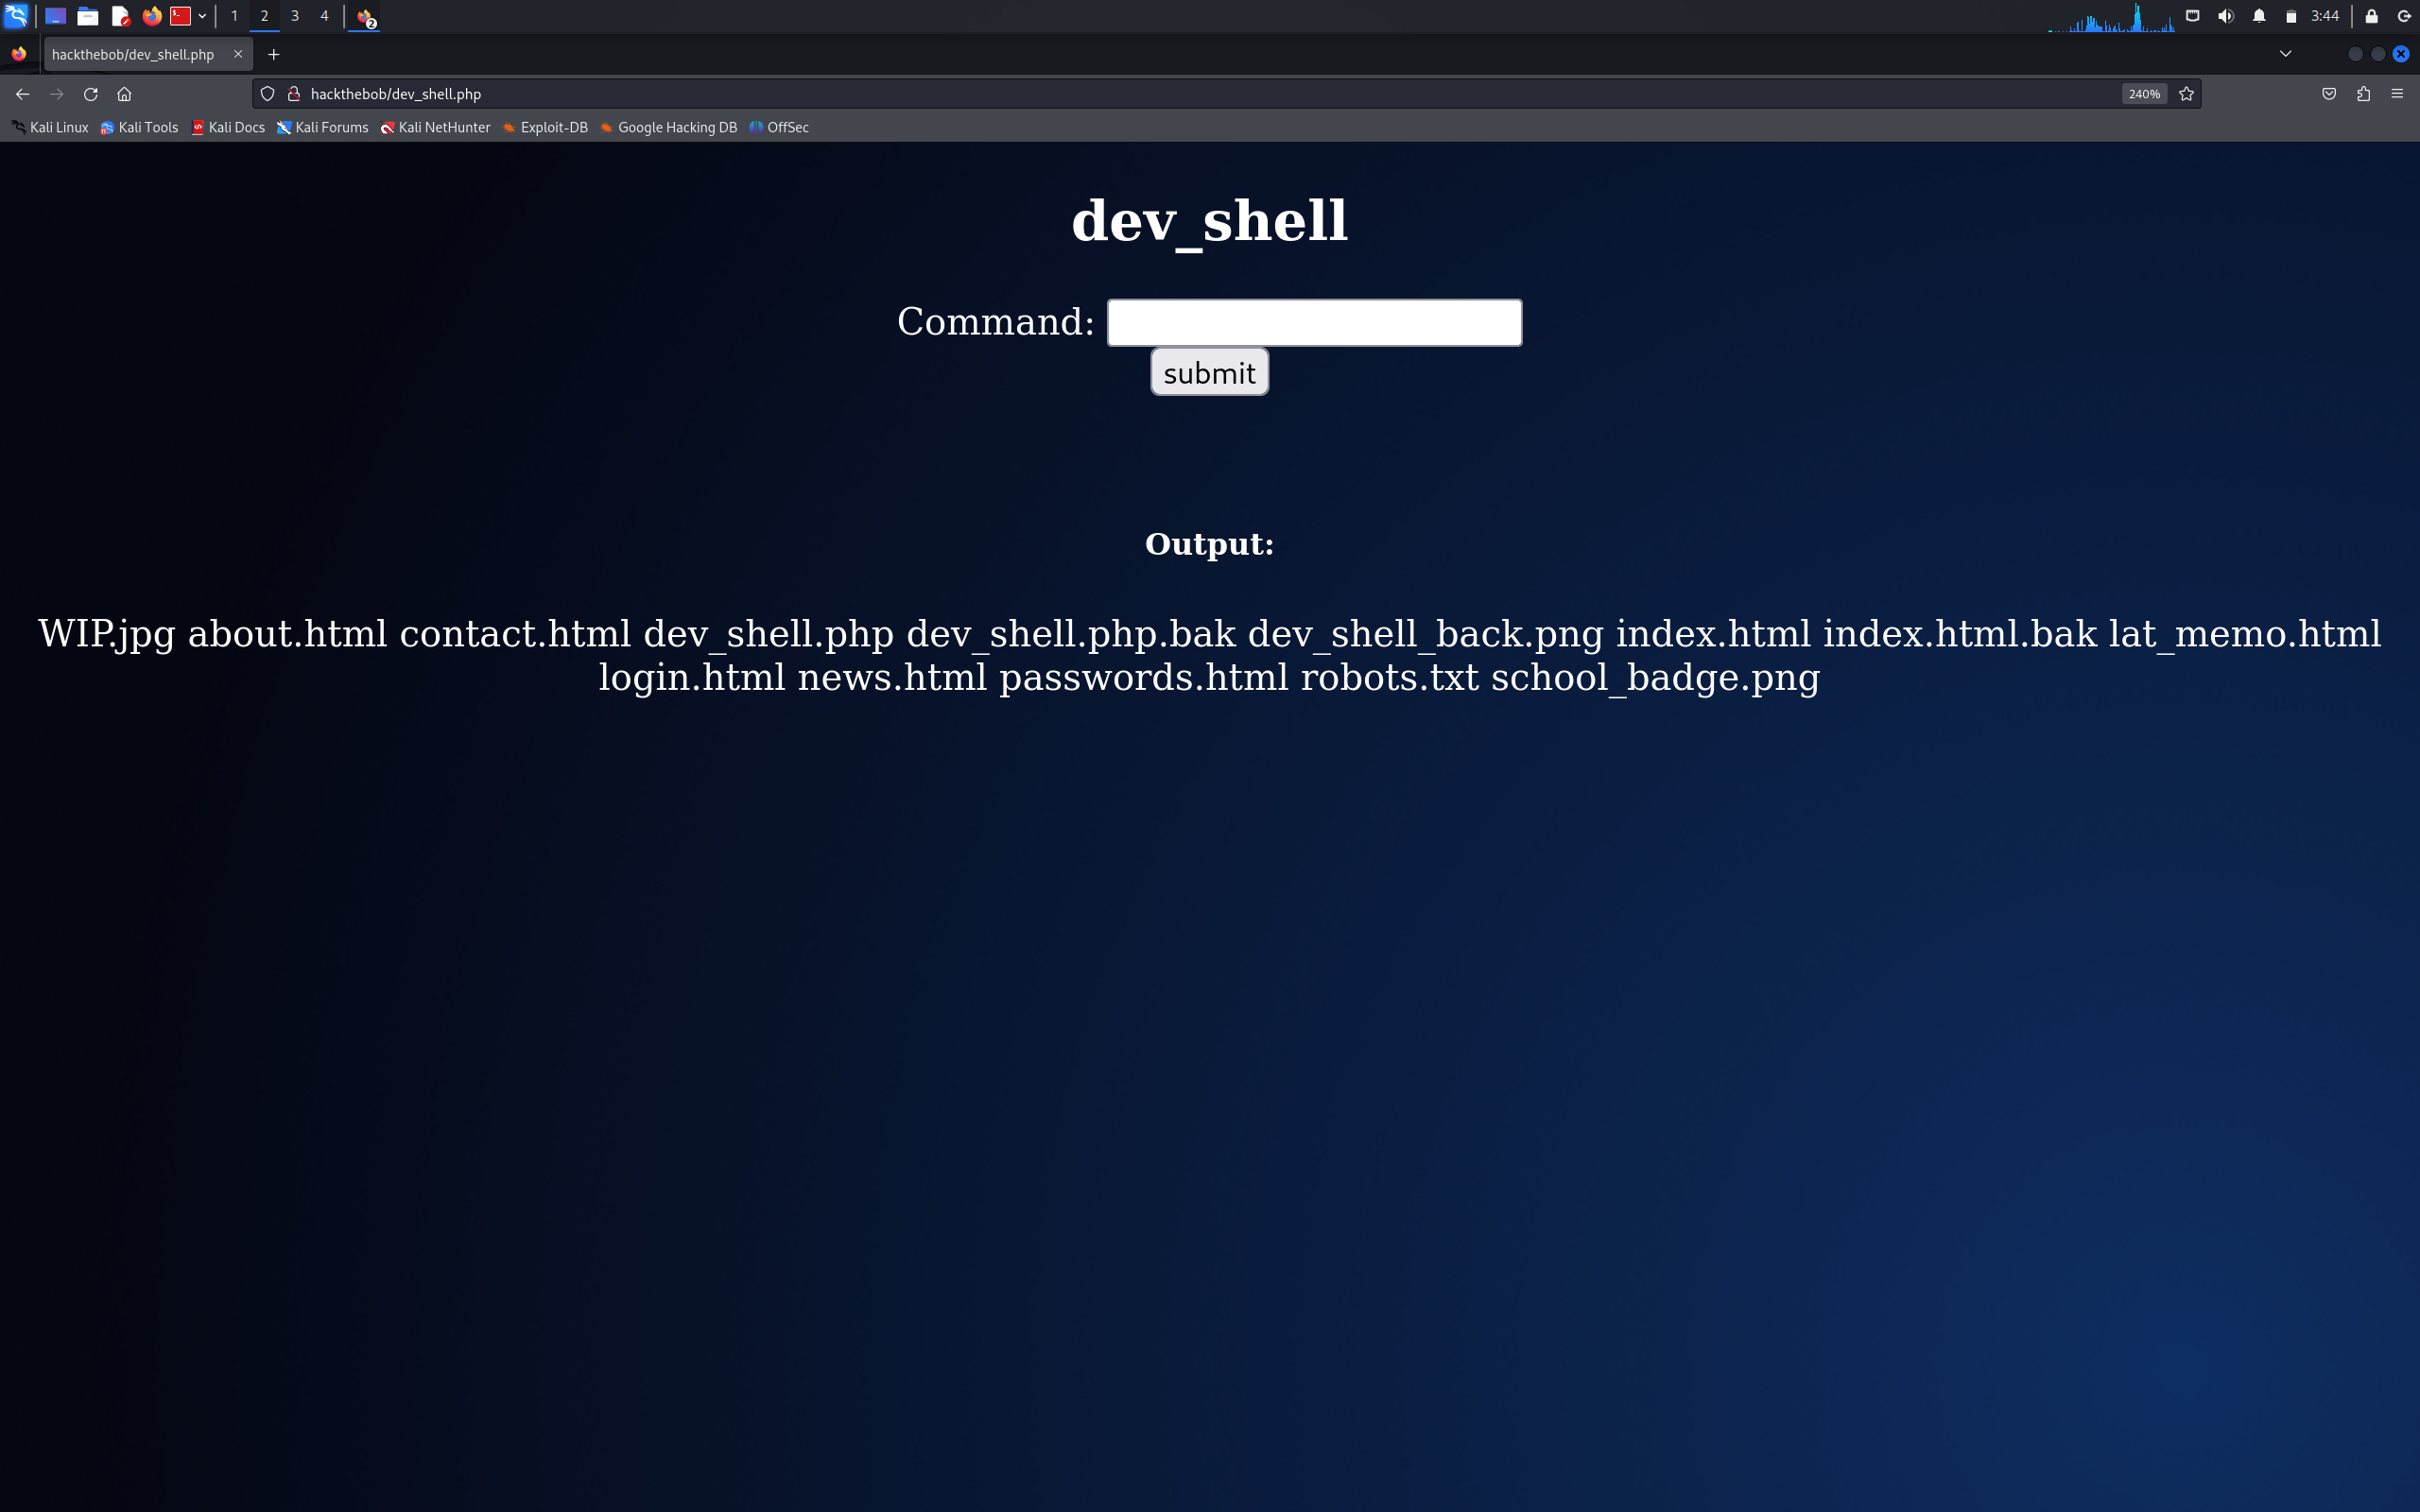 1 2 3 4 2 3:44
hackthebob/dev_shell.php
hackthebob/dev_shell.php 240%
Kali Linux Kali Tools Kali Docs Kali Forums Kali NetHunter Exploit-DB Google Hacking DB OffSec
dev_shell
Command:
submit
Output:
WIP.jpg about.html contact.html dev_shell.php dev_shell.php.bak dev_shell_back.png index.html index.html.bak lat_memo.html
login.html news.html passwords.html robots.txt school_badge.png